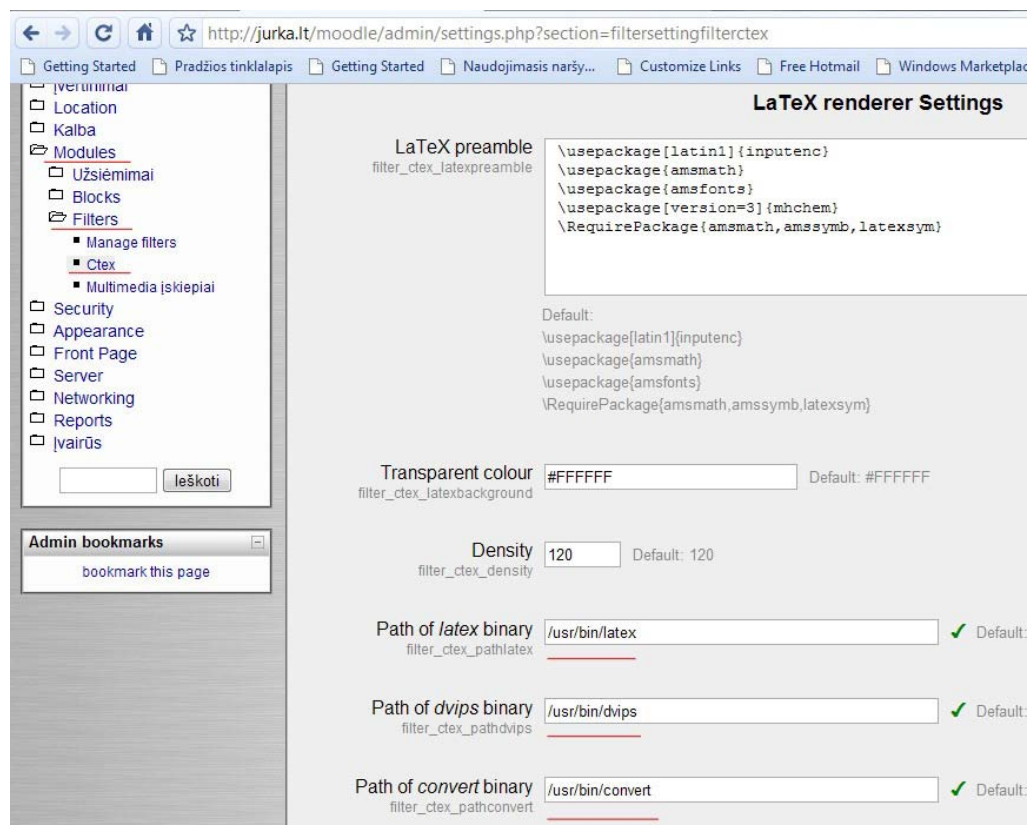 http://jurka.lt/moodle/admin/settings.php?section=filtersettingfilterctex
Getting Started Pradžios tinklalapis Getting Started Naudojimasis naršy... Customize Links Free Hotmail Windows Marketplac
Įvertinimai
Location
Kalba
Modules
Užsiėmimai
Blocks
Filters
Manage filters
Ctex
Multimedia įskiepiai
Security
Appearance
Front Page
Server
Networking
Reports
Įvairūs
Ieškoti
Admin bookmarks
bookmark this page
LaTeX renderer Settings
LaTeX preamble
filter_ctex_latexpreamble
\usepackage[latin1]{inputenc}
\usepackage{amsmath}
\usepackage{amsfonts}
\usepackage[version=3]{mhchem}
\RequirePackage{amsmath,amssymb,latexsym}
Default:
\usepackage[latin1]{inputenc}
\usepackage{amsmath}
\usepackage{amsfonts}
\RequirePackage{amsmath,amssymb,latexsym}
Transparent colour #FFFFFF Default: #FFFFFF
filter_ctex_latexbackground
Density 120 Default: 120
filter_ctex_density
Path of latex binary /usr/bin/latex Default:
filter_ctex_pathlatex
Path of dvips binary /usr/bin/dvips Default:
filter_ctex_pathdvips
Path of convert binary /usr/bin/convert Default:
filter_ctex_pathconvert